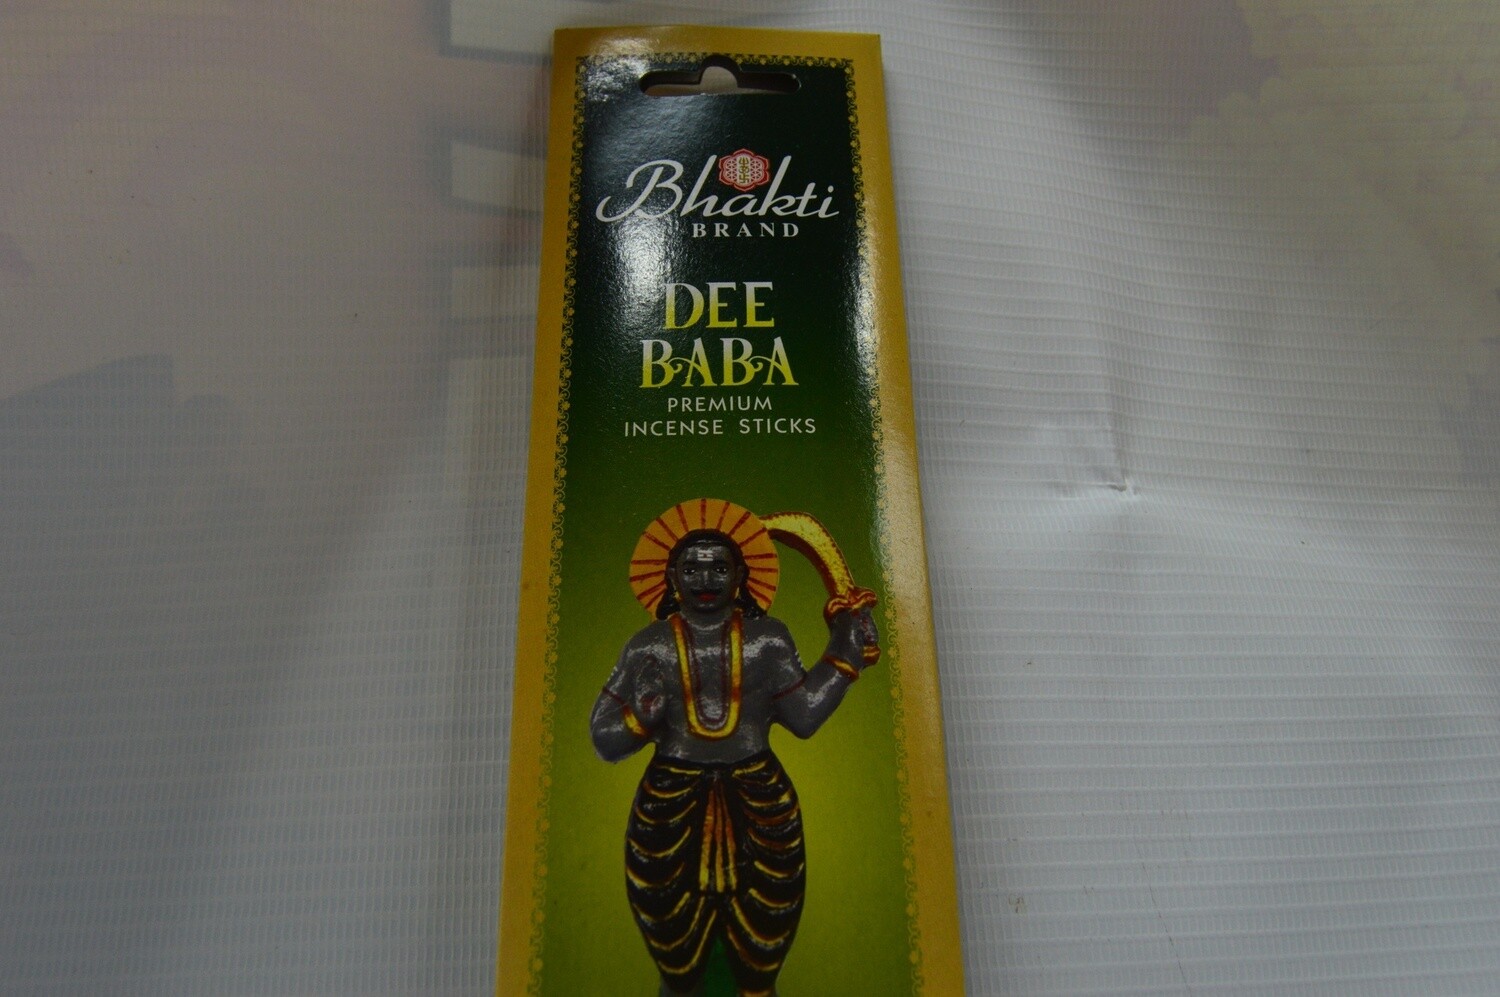 Bhakti
BRAND
DEE
BABA
PREMIUM
INCENSE STICKS